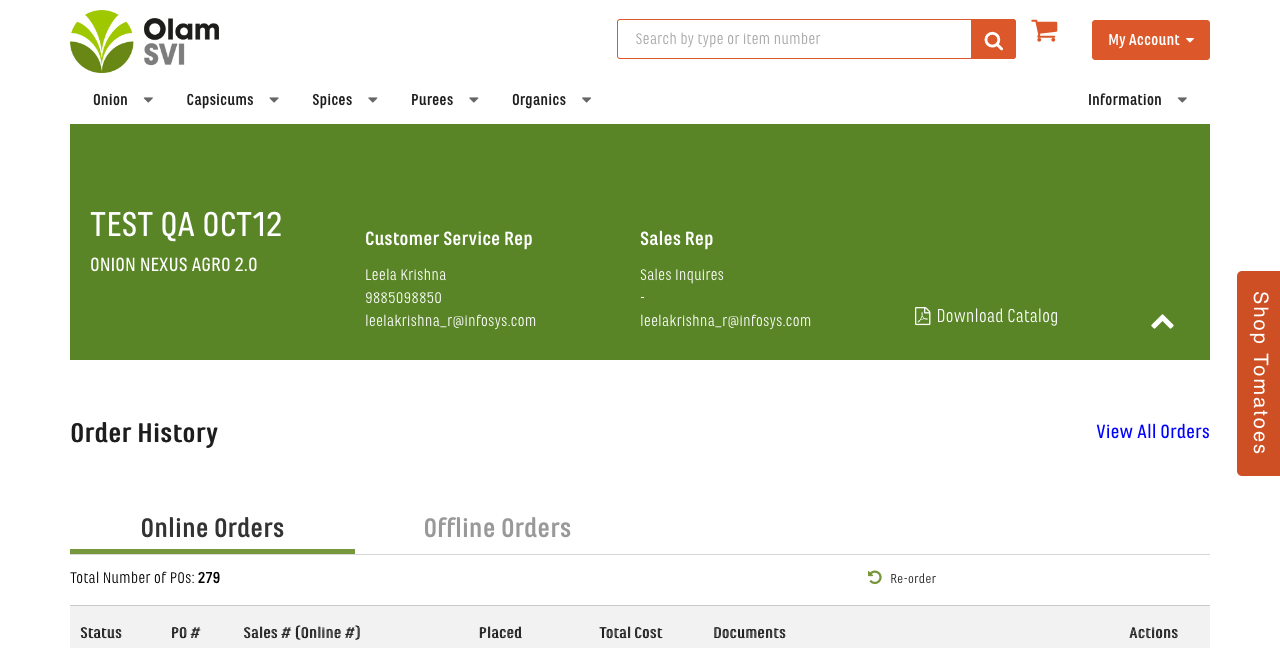 Olam
SVI
Search by type or item number
My Account
Onion Capsicums Spices Purees Organics Information
TEST QA OCT12
ONION NEXUS AGRO 2.0
Customer Service Rep
Leela Krishna
9885098850
leelakrishna_r@infosys.com
Sales Rep
Sales Inquires
-
leelakrishna_r@infosys.com
Download Catalog
Shop Tomatoes
Order History
View All Orders
Online Orders Offline Orders
Total Number of POs: 279
Re-order
Status PO # Sales # (Online #) Placed Total Cost Documents Actions